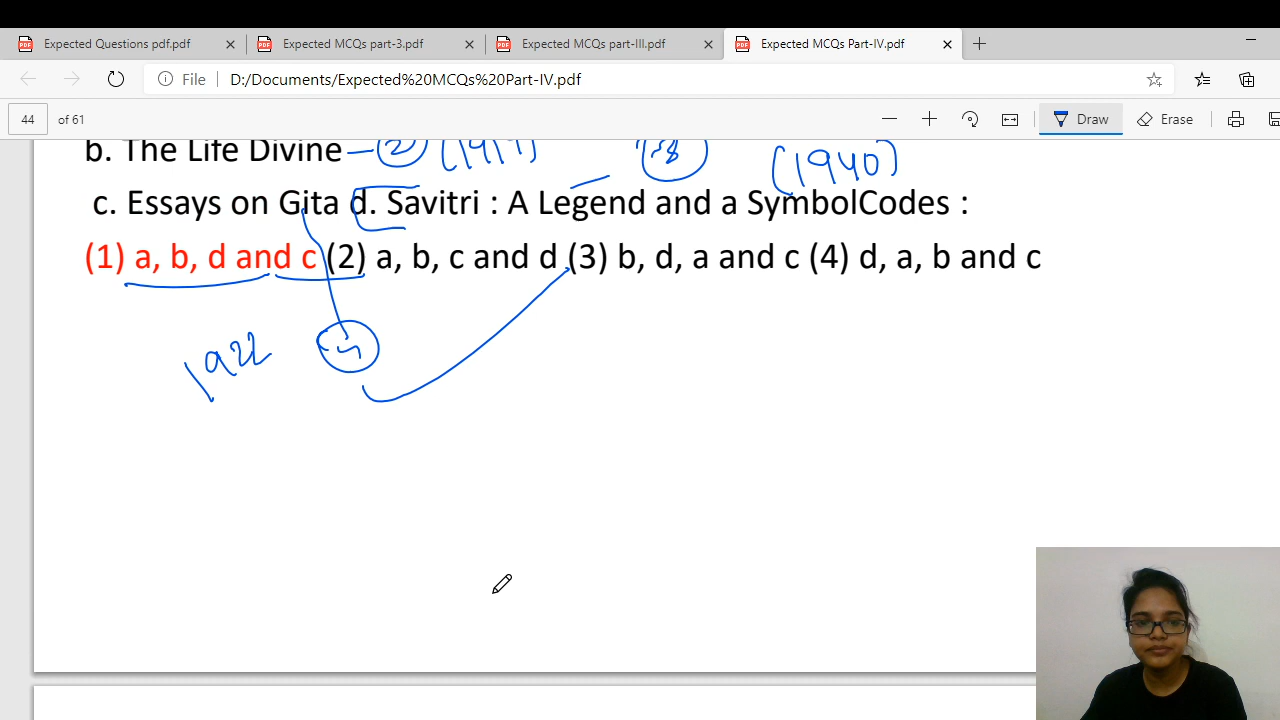 Expected Questions pdf.pdf Expected MCQs part-3.pdf Expected MCQs part-III.pdf Expected MCQs Part-IV.pdf
File D:/Documents/Expected%20MCQs%20Part-IV.pdf
44 of 61 Draw Erase
b. The Life Divine – 2 (1940)
c. Essays on Gita d. Savitri : A Legend and a SymbolCodes :
(1) a, b, d and c (2) a, b, c and d (3) b, d, a and c (4) d, a, b and c
1922